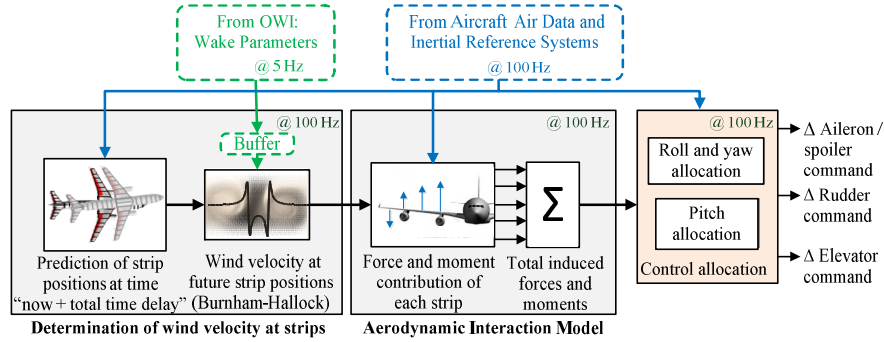 From OWI:
Wake Parameters
@ 5 Hz
From Aircraft Air Data and
Inertial Reference Systems
@ 100 Hz
@ 100 Hz
Buffer
Prediction of strip
positions at time
“now + total time delay”
Wind velocity at
future strip positions
(Burnham-Hallock)
Determination of wind velocity at strips
@ 100 Hz
Σ
Force and moment
contribution of
each strip
Total induced
forces and
moments
Aerodynamic Interaction Model
@ 100 Hz
Roll and yaw
allocation
Pitch
allocation
Control allocation
Δ Aileron /
spoiler
command
Δ Rudder
command
Δ Elevator
command